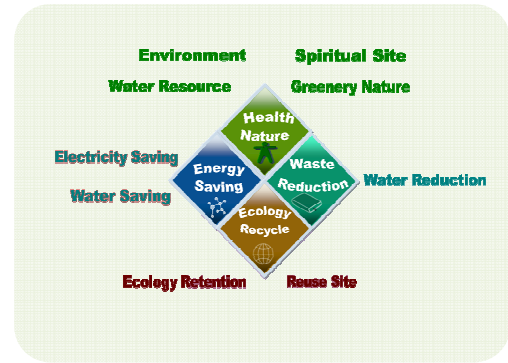 Environment
Spiritual Site
Water Resource
Greenery Nature
Health
Nature
Electricity Saving
Energy
Saving
Waste
Reduction
Water Saving
Water Reduction
Ecology
Recycle
Ecology Retention
Reuse Site